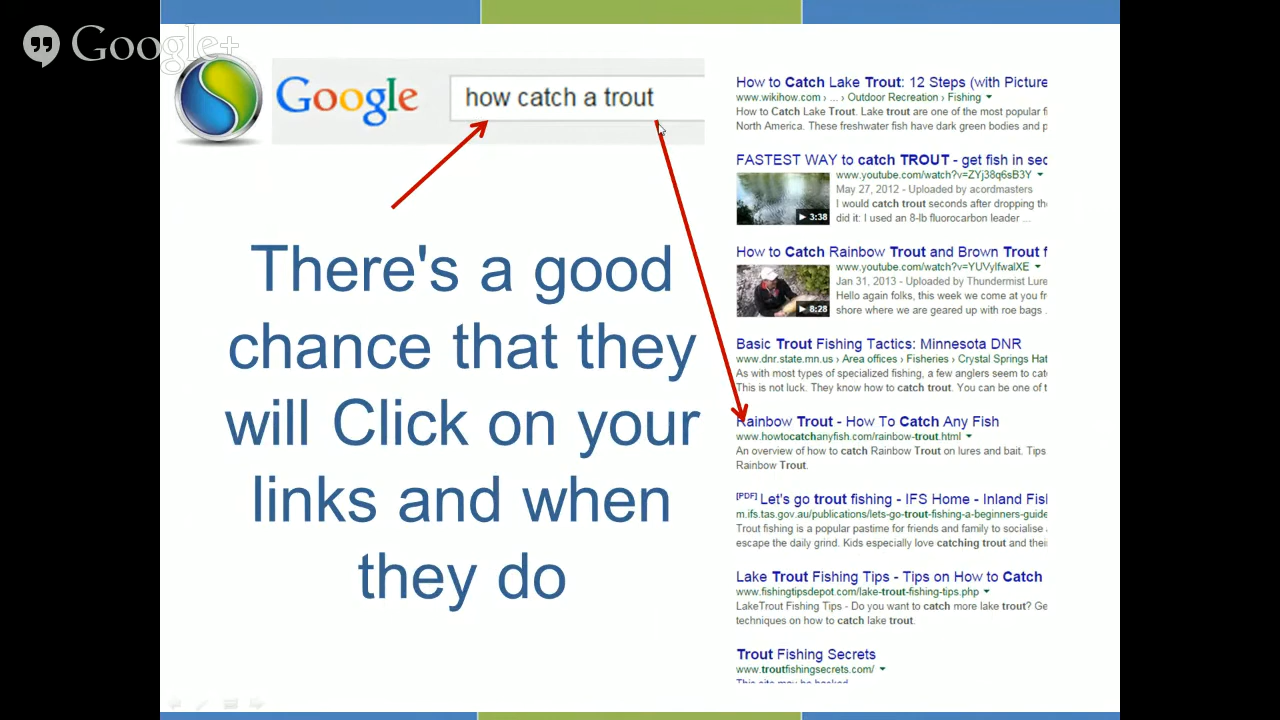 Google+
Google
how catch a trout
There's a good
chance that they
will Click on your
links and when
they do
How to Catch Lake Trout: 12 Steps (with Picture
www.wikihow.com › ... › Outdoor Recreation › Fishing
How to Catch Lake Trout. Lake trout are one of the most popular f
North America. These freshwater fish have dark green bodies and p
FASTEST WAY to catch TROUT - get fish in sec
www.youtube.com/watch?v=ZYj38q6sB3Y
May 27, 2012 - Uploaded by acordmasters
I would catch trout seconds after dropping the
did it: I used an 8-lb fluorocarbon leader ...
3:38
How to Catch Rainbow Trout and Brown Trout f
www.youtube.com/watch?v=YUVylfwalXE
Jan 31, 2013 - Uploaded by Thundermist Lure
Hello again folks, this week we come at you fr
shore where we are geared up with roe bags ...
8:28
Basic Trout Fishing Tactics: Minnesota DNR
www.dnr.state.mn.us › Area offices › Fisheries › Crystal Springs Hat
As with most types of specialized fishing, a few anglers seem to cat
This is not luck. They know how to catch trout. You can be one of t
Rainbow Trout - How To Catch Any Fish
www.howtocatchanyfish.com/rainbow-trout.html
An overview of how to catch Rainbow Trout on lures and bait. Tips
Rainbow Trout.
[PDF] Let's go trout fishing - IFS Home - Inland Fis
m.ifs.tas.gov.au/publications/lets-go-trout-fishing-a-beginners-guide
Trout fishing is a popular pastime for friends and family to socialise
escape the daily grind. Kids especially love catching trout and thei
Lake Trout Fishing Tips - Tips on How to Catch
www.fishingtipsdepot.com/lake-trout-fishing-tips.php
LakeTrout Fishing Tips - Do you want to catch more lake trout? Ge
techniques on how to catch lake trout.
Trout Fishing Secrets
www.troutfishingsecrets.com/
This site may be hacked.